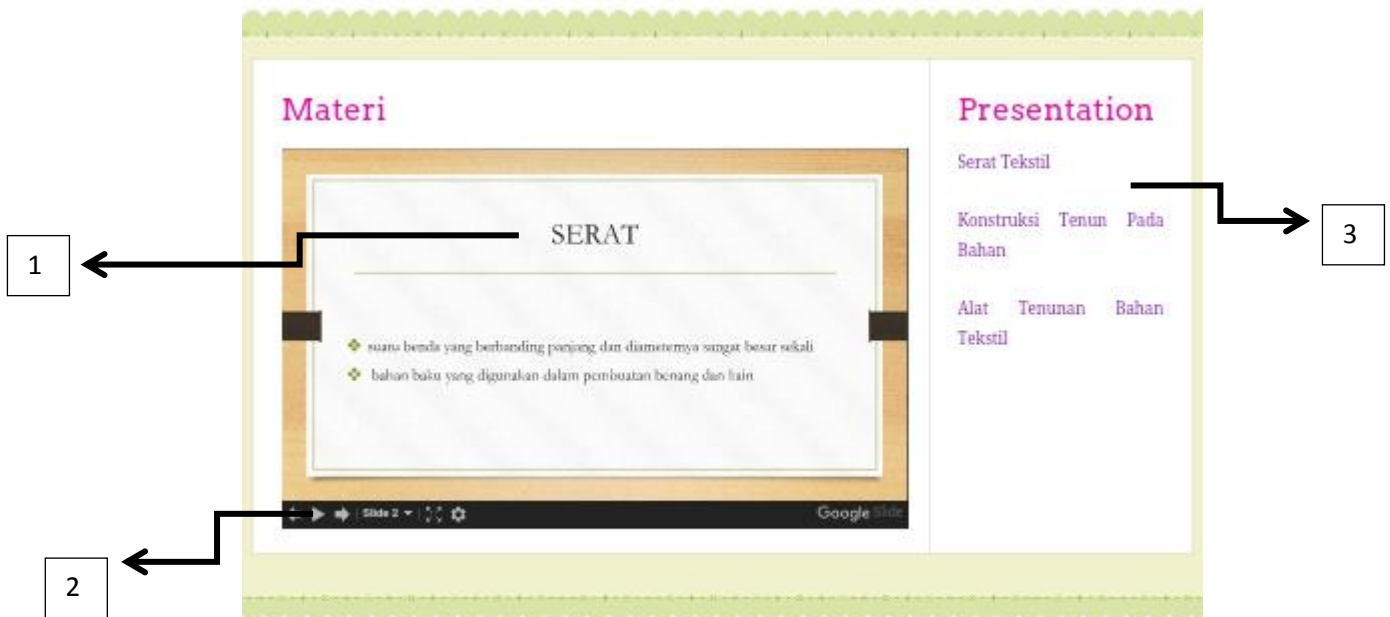 Materi
SERAT
suatu benda yang berbanding panjang dan diameternya sangat besar sekali
bahan baku yang digunakan dalam pembuatan benang dan kain
Slide 2
Google Slide
Presentation
Serat Tekstil
Konstruksi Tenun Pada
Bahan
Alat Tenunan Bahan
Tekstil
1
2
3